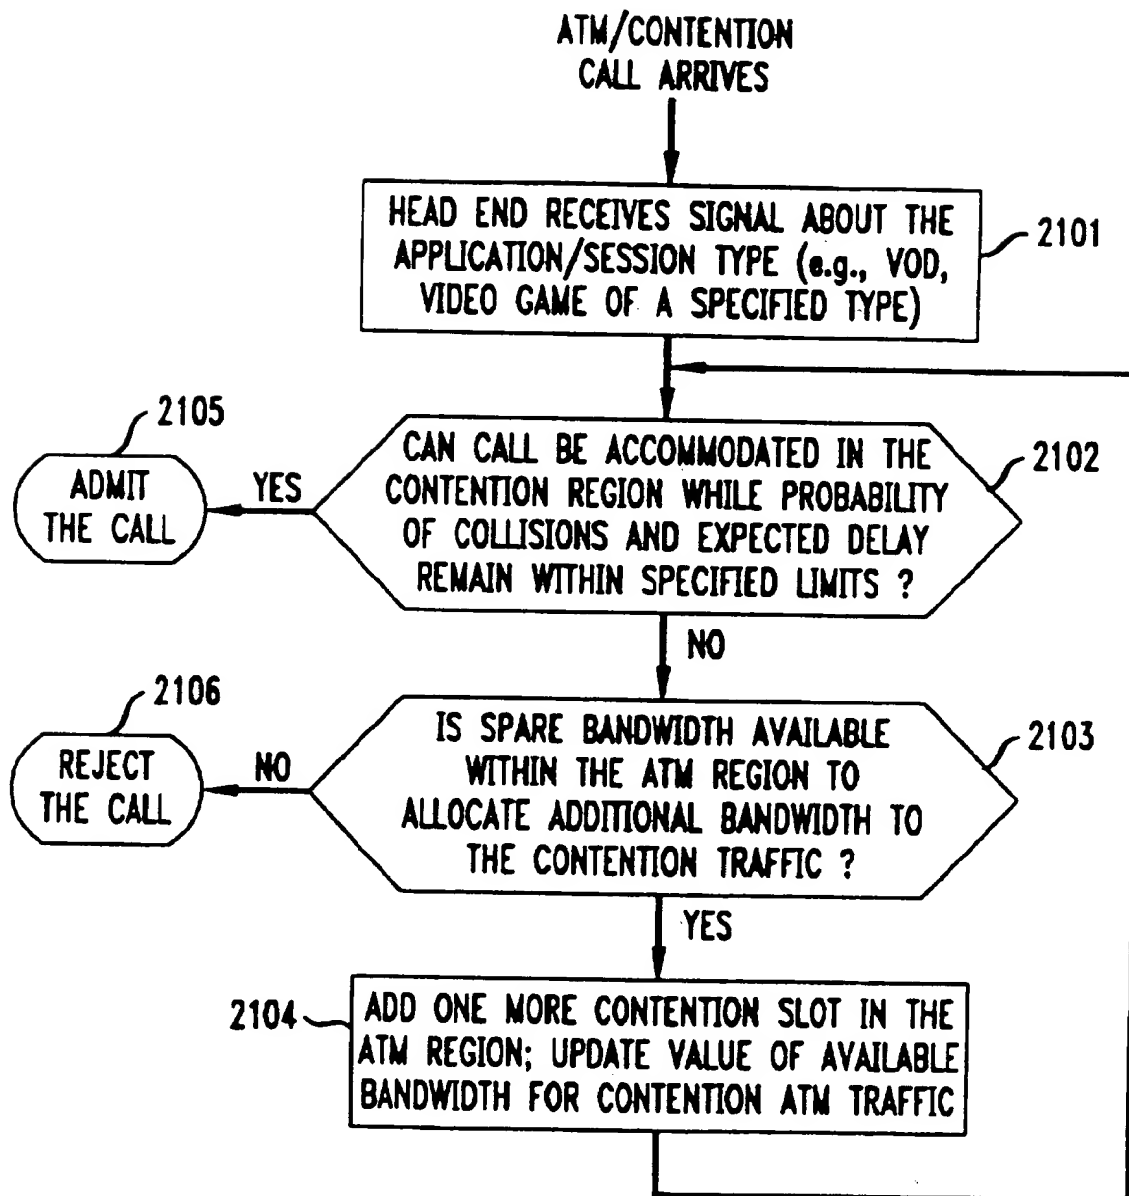 ATM/CONTENTION
CALL ARRIVES
HEAD END RECEIVES SIGNAL ABOUT THE
APPLICATION/SESSION TYPE (e.g., VOD,
VIDEO GAME OF A SPECIFIED TYPE)
2101
2105
ADMIT
THE CALL
YES
CAN CALL BE ACCOMMODATED IN THE
CONTENTION REGION WHILE PROBABILITY
OF COLLISIONS AND EXPECTED DELAY
REMAIN WITHIN SPECIFIED LIMITS ?
2102
NO
2106
REJECT
THE CALL
NO
IS SPARE BANDWIDTH AVAILABLE
WITHIN THE ATM REGION TO
ALLOCATE ADDITIONAL BANDWIDTH TO
THE CONTENTION TRAFFIC ?
2103
YES
2104
ADD ONE MORE CONTENTION SLOT IN THE
ATM REGION; UPDATE VALUE OF AVAILABLE
BANDWIDTH FOR CONTENTION ATM TRAFFIC